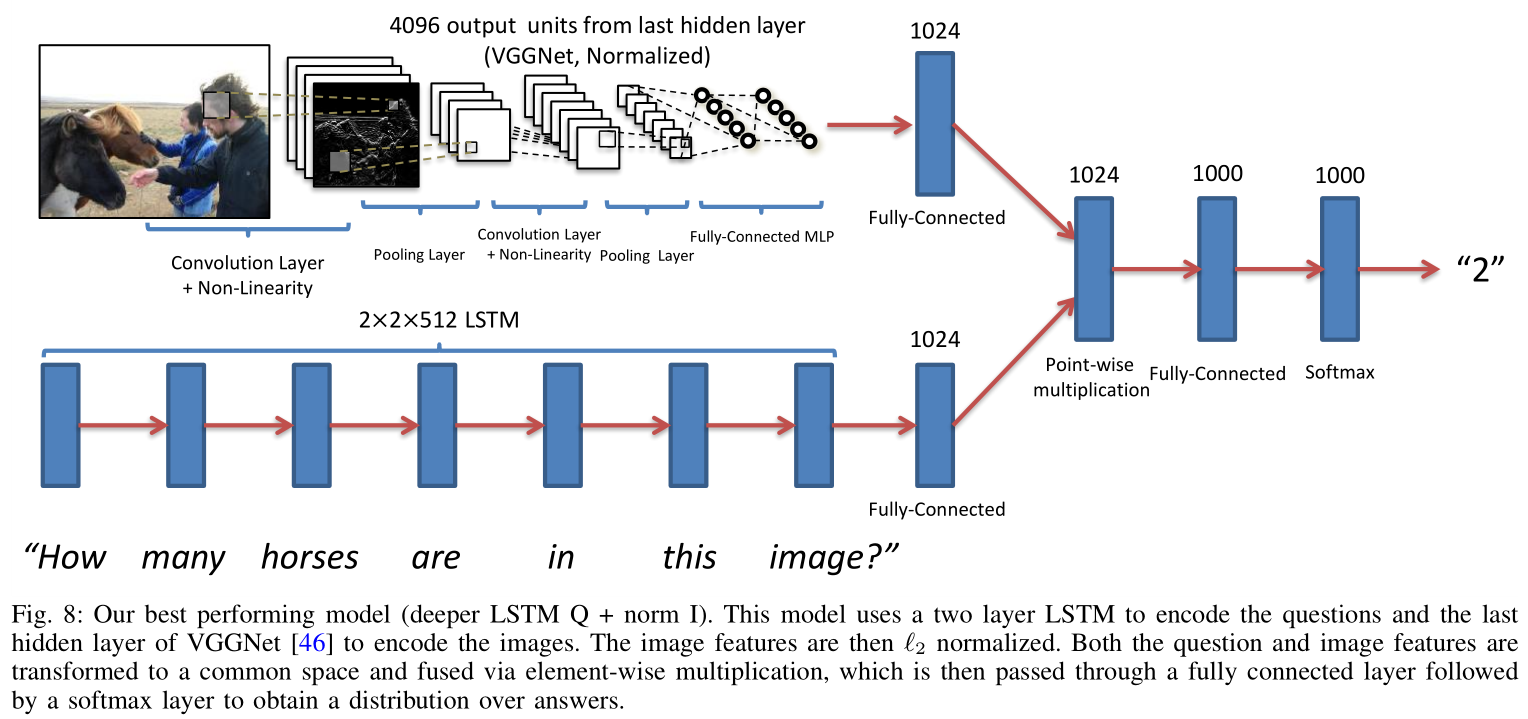 4096 output units from last hidden layer
(VGGNet, Normalized)
1024
Fully-Connected
Convolution Layer
+ Non-Linearity
Pooling Layer
Convolution Layer
+ Non-Linearity
Pooling Layer
Fully-Connected MLP
2×2×512 LSTM
1024
Fully-Connected
1024
Point-wise
multiplication
1000
Fully-Connected
1000
Softmax
“2”
“How many horses are in this image?”
Fig. 8: Our best performing model (deeper LSTM Q + norm I). This model uses a two layer LSTM to encode the questions and the last
hidden layer of VGGNet [46] to encode the images. The image features are then ℓ2 normalized. Both the question and image features are
transformed to a common space and fused via element-wise multiplication, which is then passed through a fully connected layer followed
by a softmax layer to obtain a distribution over answers.